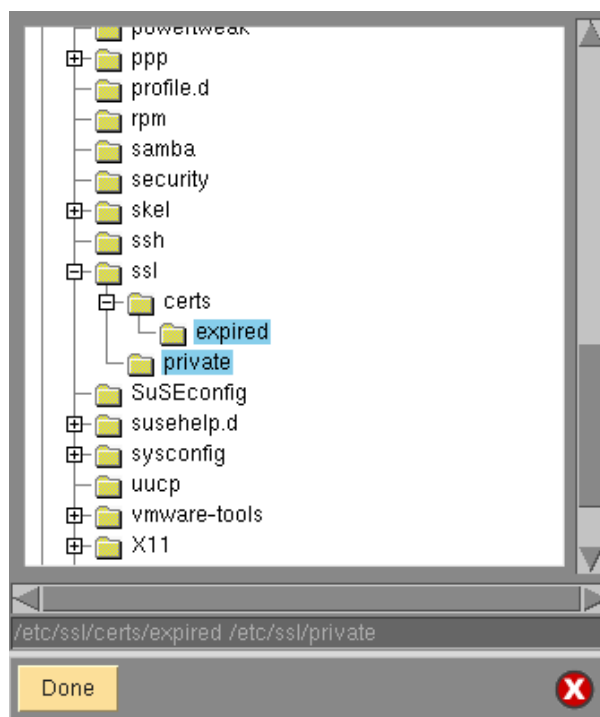 powertweak
ppp
profile.d
rpm
samba
security
skel
ssh
ssl
certs
expired
private
SuSEconfig
susehelp.d
sysconfig
uucp
vmware-tools
X11
/etc/ssl/certs/expired /etc/ssl/private
Done